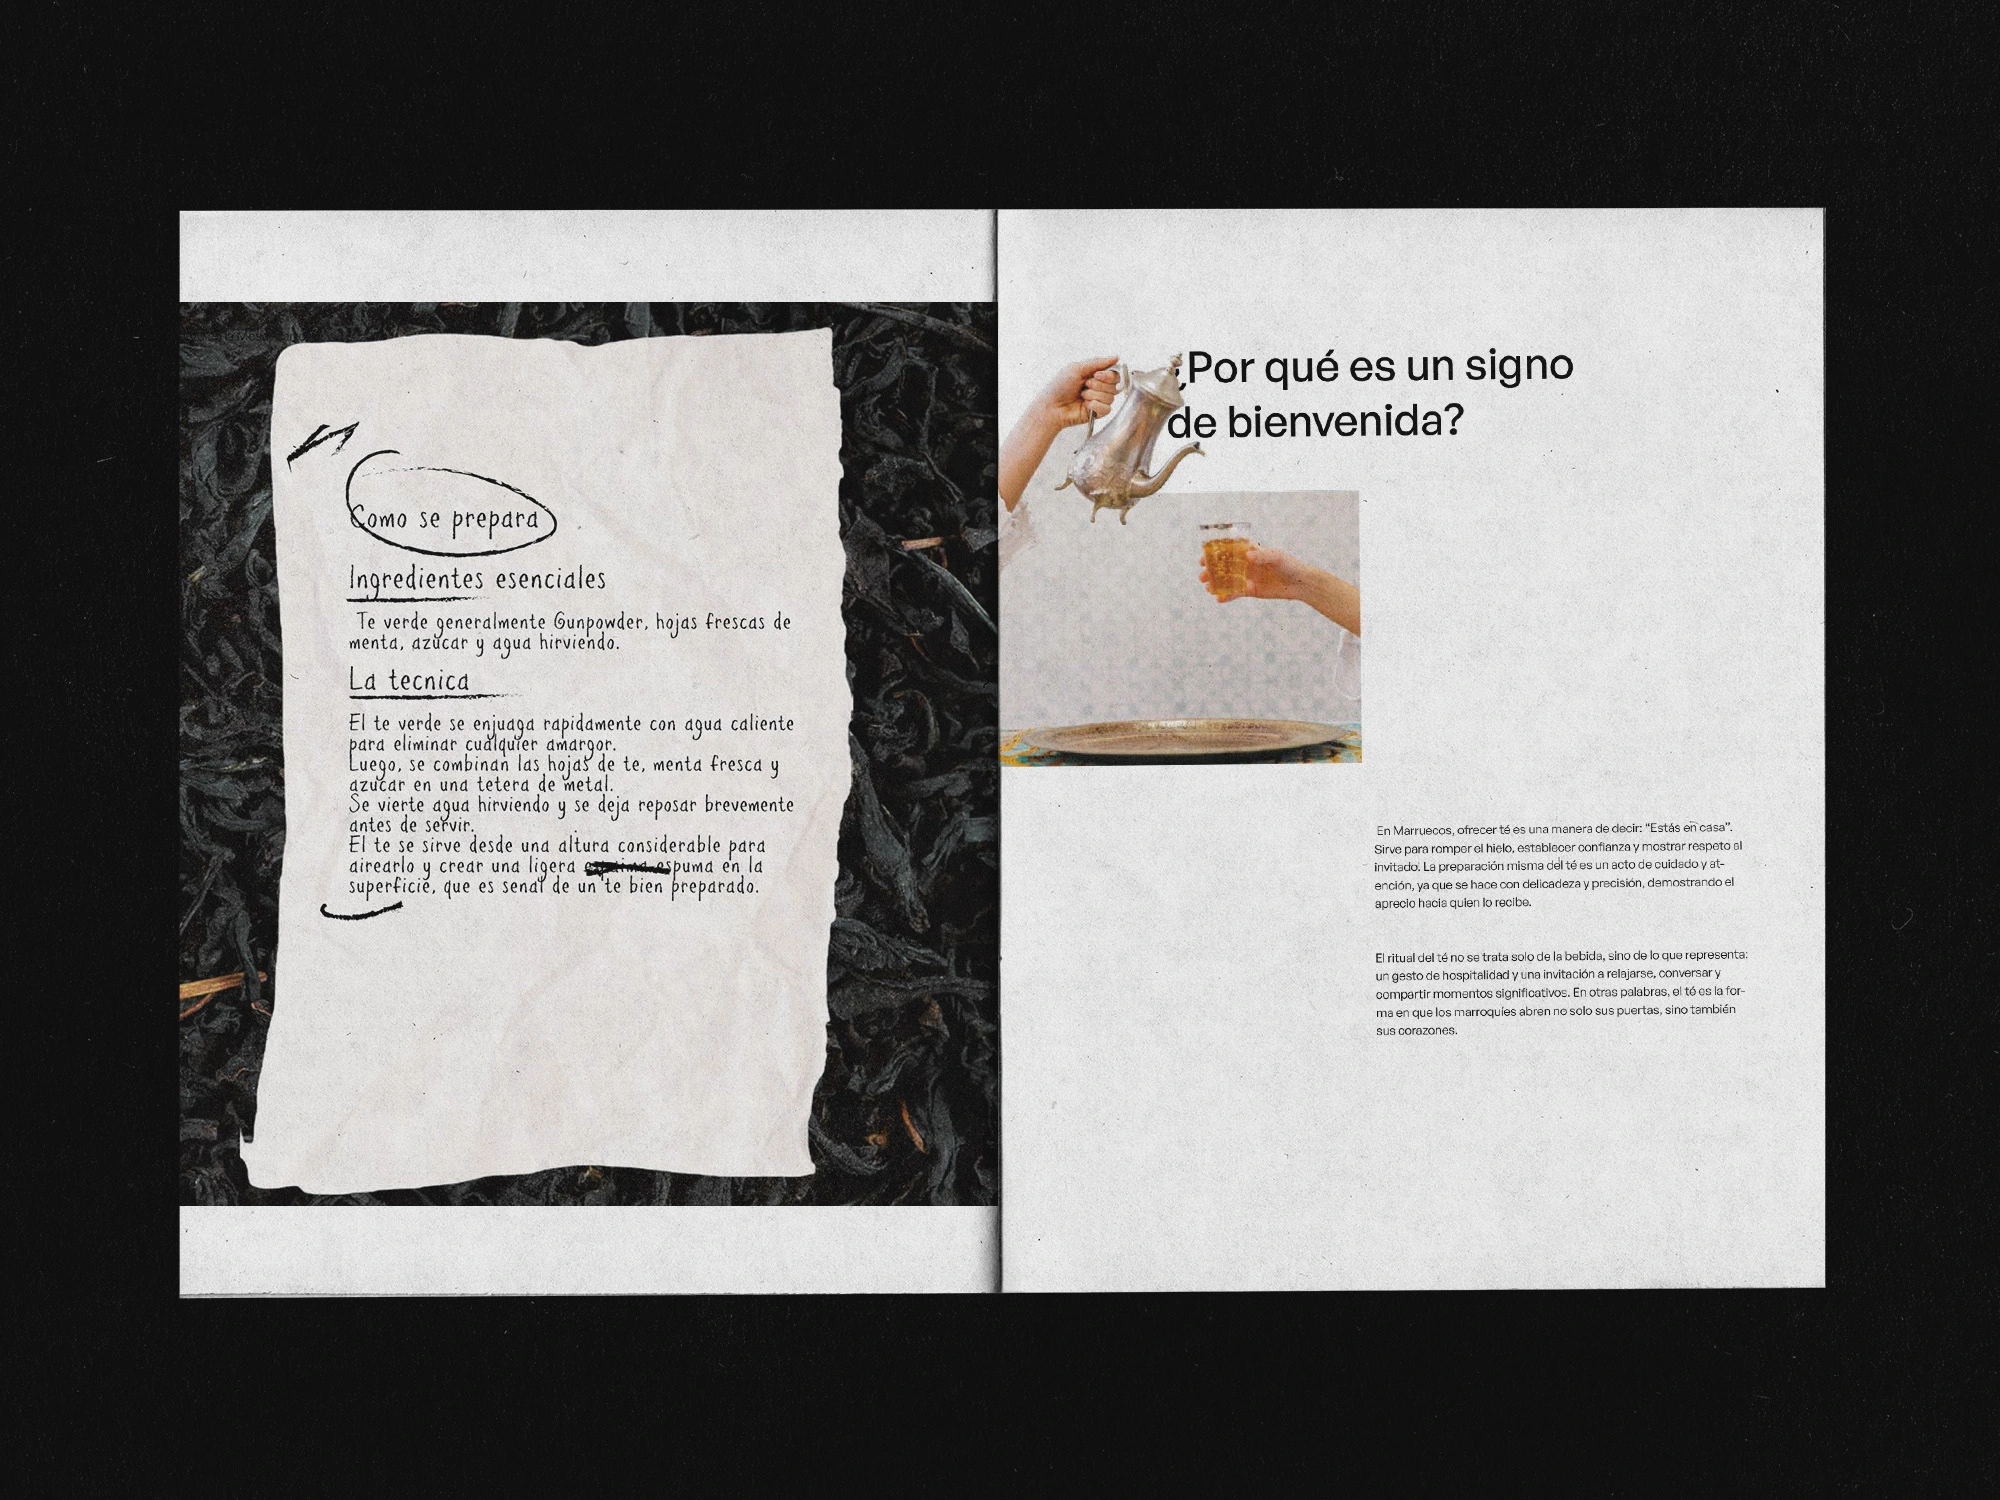 Como se prepara
Ingredientes esenciales
Te verde generalmente Gunpowder, hojas frescas de
menta, azucar y agua hirviendo.
La tecnica
El te verde se enjuaga rapidamente con agua caliente
para eliminar cualquier amargor.
Luego, se combinan las hojas de te, menta fresca y
azucar en una tetera de metal.
Se vierte agua hirviendo y se deja reposar brevemente
antes de servir.
El te se sirve desde una altura considerable para
airearlo y crear una ligera espuma en la
superficie, que es senal de un te bien preparado.
¿Por qué es un signo
de bienvenida?
En Marruecos, ofrecer té es una manera de decir: “Estás en casa”.
Sirve para romper el hielo, establecer confianza y mostrar respeto al
invitado. La preparación misma del té es un acto de cuidado y at-
ención, ya que se hace con delicadeza y precisión, demostrando el
aprecio hacia quien lo recibe.
El ritual del té no se trata solo de la bebida, sino de lo que representa:
un gesto de hospitalidad y una invitación a relajarse, conversar y
compartir momentos significativos. En otras palabras, el té es la for-
ma en que los marroquíes abren no solo sus puertas, sino también
sus corazones.